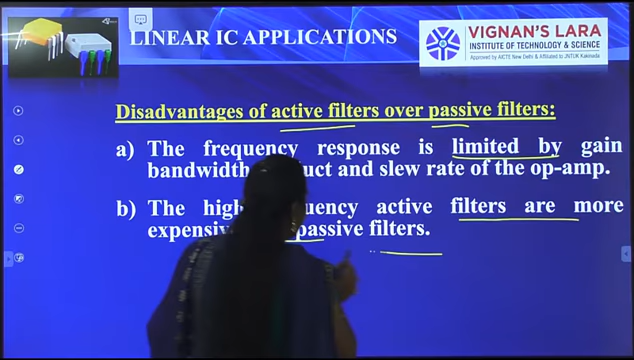 LINEAR IC APPLICATIONS
VIGNAN'S LARA
INSTITUTE OF TECHNOLOGY & SCIENCE
Approved by AICTE New Delhi & Affiliated to JNTUK Kakinada
Disadvantages of active filters over passive filters:
a) The frequency response is limited by gain
bandwidth uct and slew rate of the op-amp.
b) The high uency active filters are more
expensiv passive filters.